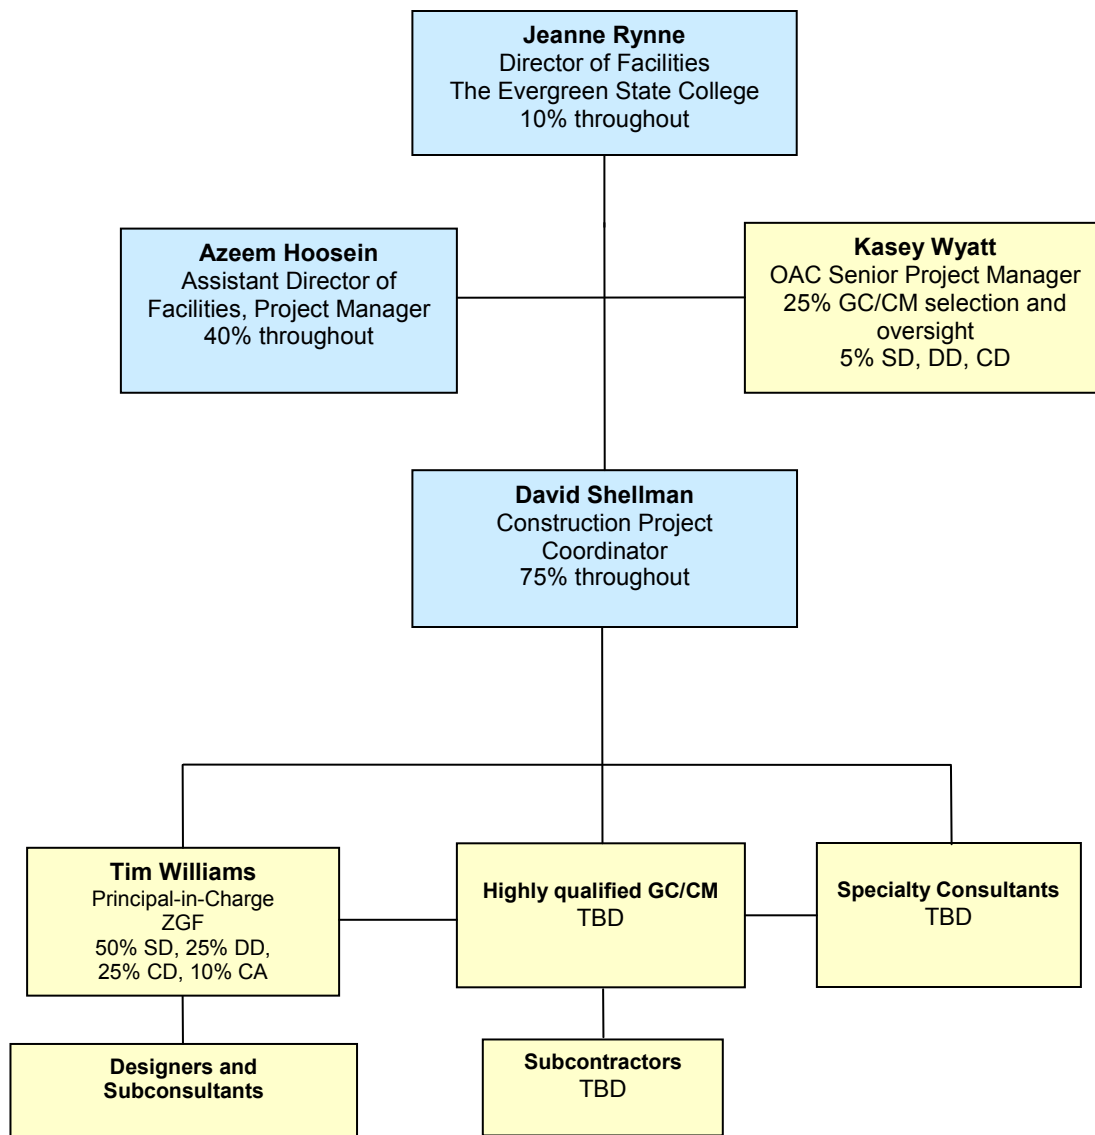 Jeanne Rynne
Director of Facilities
The Evergreen State College
10% throughout
Azeem Hoosein
Assistant Director of
Facilities, Project Manager
40% throughout
Kasey Wyatt
OAC Senior Project Manager
25% GC/CM selection and
oversight
5% SD, DD, CD
David Shellman
Construction Project
Coordinator
75% throughout
Tim Williams
Principal-in-Charge
ZGF
50% SD, 25% DD,
25% CD, 10% CA
Highly qualified GC/CM
TBD
Specialty Consultants
TBD
Designers and
Subconsultants
Subcontractors
TBD